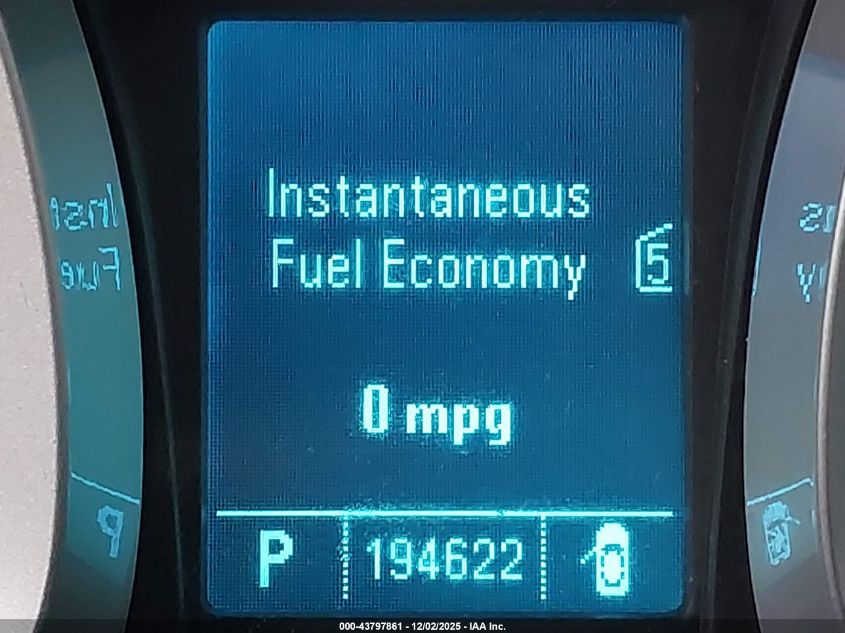 Instantaneous
Fuel Economy 5
0 mpg
P 194622
000-43797861 - 12/02/2025 - IAA Inc.